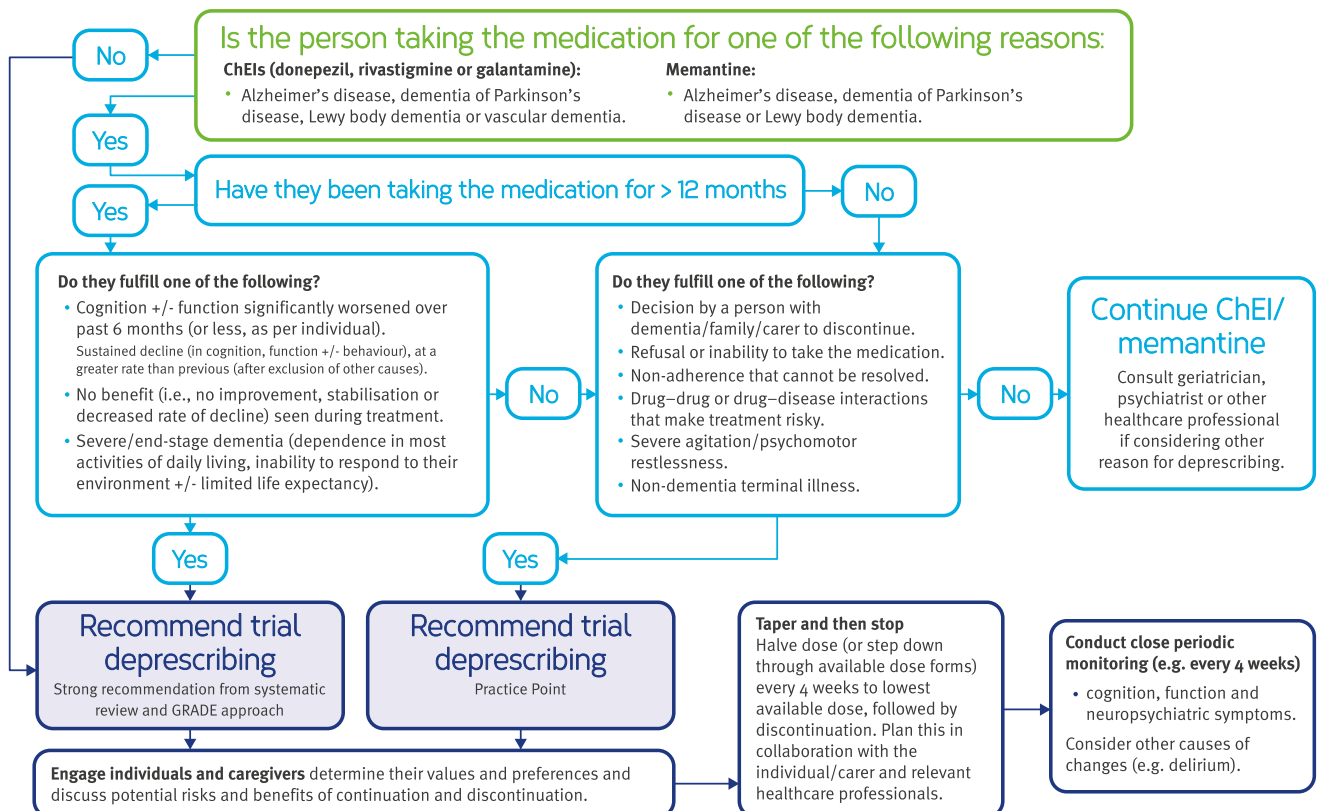 No
Is the person taking the medication for one of the following reasons:
ChEIs (donepezil, rivastigmine or galantamine):
• Alzheimer's disease, dementia of Parkinson's
disease, Lewy body dementia or vascular dementia.
Memantine:
• Alzheimer's disease, dementia of Parkinson's
disease or Lewy body dementia.
Yes
Have they been taking the medication for > 12 months
No
Yes
Do they fulfill one of the following?
• Cognition +/- function significantly worsened over
past 6 months (or less, as per individual).
Sustained decline (in cognition, function +/- behaviour), at a
greater rate than previous (after exclusion of other causes).
• No benefit (i.e., no improvement, stabilisation or
decreased rate of decline) seen during treatment.
• Severe/end-stage dementia (dependence in most
activities of daily living, inability to respond to their
environment +/- limited life expectancy).
No
Do they fulfill one of the following?
• Decision by a person with
dementia/family/carer to discontinue.
• Refusal or inability to take the medication.
• Non-adherence that cannot be resolved.
• Drug–drug or drug–disease interactions
that make treatment risky.
• Severe agitation/psychomotor
restlessness.
• Non-dementia terminal illness.
No
Continue ChEI/
memantine
Consult geriatrician,
psychiatrist or other
healthcare professional
if considering other
reason for deprescribing.
Yes
Yes
Recommend trial
deprescribing
Strong recommendation from systematic
review and GRADE approach
Recommend trial
deprescribing
Practice Point
Engage individuals and caregivers determine their values and preferences and
discuss potential risks and benefits of continuation and discontinuation.
Taper and then stop
Halve dose (or step down
through available dose forms)
every 4 weeks to lowest
available dose, followed by
discontinuation. Plan this in
collaboration with the
individual/carer and relevant
healthcare professionals.
Conduct close periodic
monitoring (e.g. every 4 weeks)
• cognition, function and
neuropsychiatric symptoms.
Consider other causes of
changes (e.g. delirium).